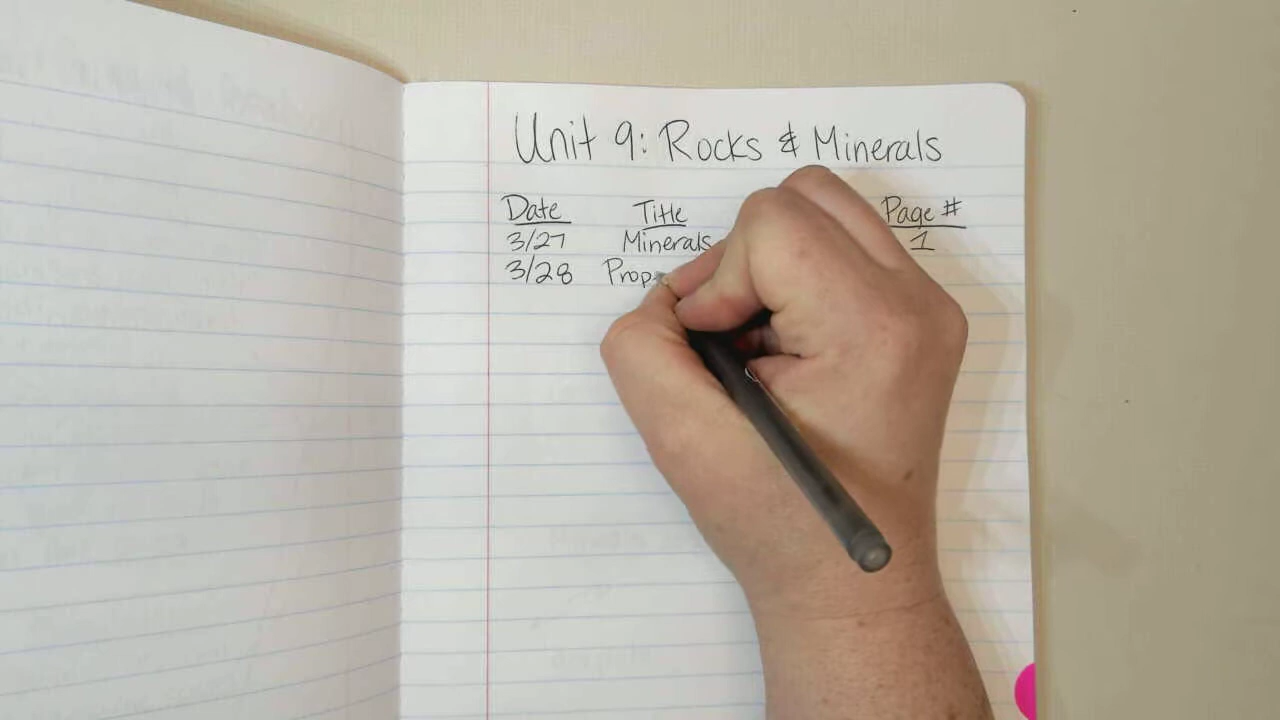 Unit 9: Rocks & Minerals
Date Title Page #
3/27 Minerals 1
3/28 Prop